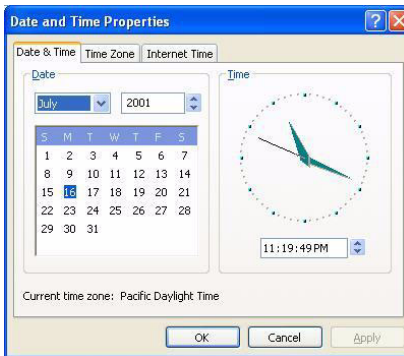 Date and Time Properties
Date & Time Time Zone Internet Time
Date
July 2001
S M T W T F S
1 2 3 4 5 6 7
8 9 10 11 12 13 14
15 16 17 18 19 20 21
22 23 24 25 26 27 28
29 30 31
Time
11:19:49 PM
Current time zone: Pacific Daylight Time
OK Cancel Apply